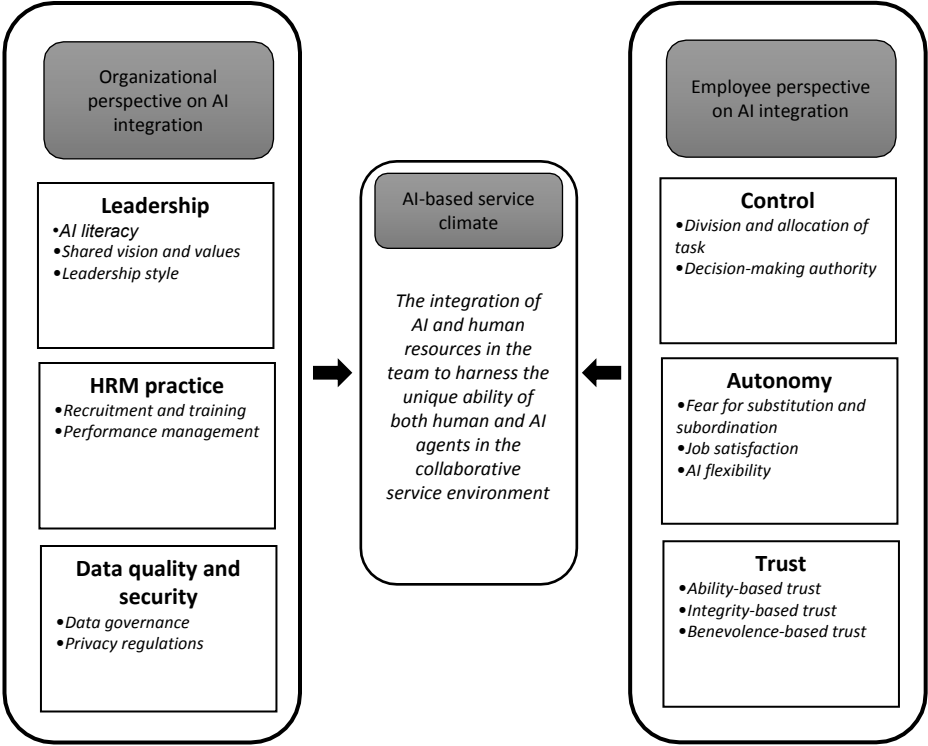 Organizational
perspective on AI
integration
Leadership
•AI literacy
•Shared vision and values
•Leadership style
HRM practice
•Recruitment and training
•Performance management
Data quality and
security
•Data governance
•Privacy regulations
AI-based service
climate
The integration of
AI and human
resources in the
team to harness the
unique ability of
both human and AI
agents in the
collaborative
service environment
Employee perspective
on AI integration
Control
•Division and allocation of
task
•Decision-making authority
Autonomy
•Fear for substitution and
subordination
•Job satisfaction
•AI flexibility
Trust
•Ability-based trust
•Integrity-based trust
•Benevolence-based trust